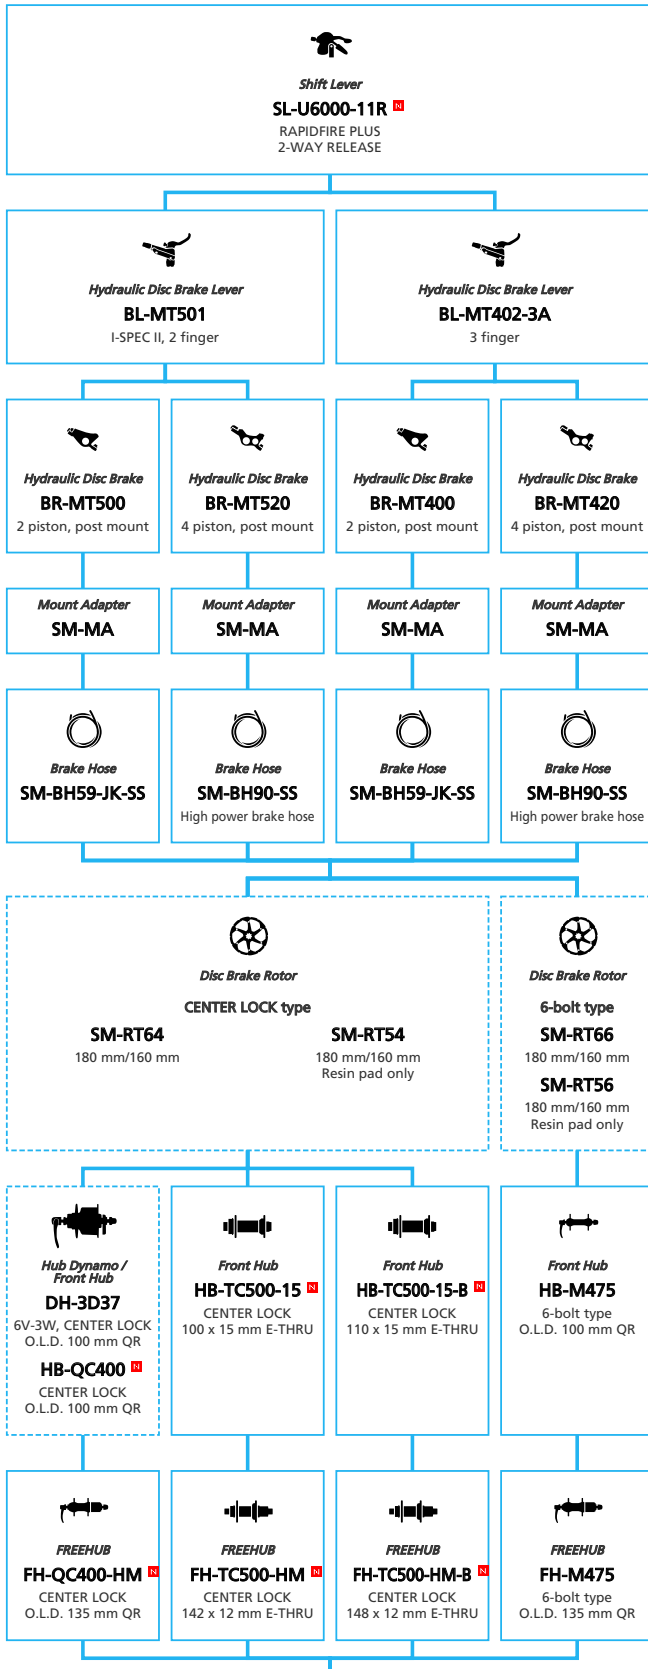 Shift Lever
SL-U6000-11R N
RAPIDFIRE PLUS
2-WAY RELEASE
Hydraulic Disc Brake Lever
BL-MT501
I-SPEC II, 2 finger
Hydraulic Disc Brake Lever
BL-MT402-3A
3 finger
Hydraulic Disc Brake
BR-MT500
2 piston, post mount
Hydraulic Disc Brake
BR-MT520
4 piston, post mount
Hydraulic Disc Brake
BR-MT400
2 piston, post mount
Hydraulic Disc Brake
BR-MT420
4 piston, post mount
Mount Adapter
SM-MA
Mount Adapter
SM-MA
Mount Adapter
SM-MA
Mount Adapter
SM-MA
Brake Hose
SM-BH59-JK-SS
Brake Hose
SM-BH90-SS
High power brake hose
Brake Hose
SM-BH59-JK-SS
Brake Hose
SM-BH90-SS
High power brake hose
Disc Brake Rotor
CENTER LOCK type
SM-RT64
180 mm/160 mm
SM-RT54
180 mm/160 mm
Resin pad only
Disc Brake Rotor
6-bolt type
SM-RT66
180 mm/160 mm
SM-RT56
180 mm/160 mm
Resin pad only
Hub Dynamo /
Front Hub
DH-3D37
6V-3W, CENTER LOCK
O.L.D. 100 mm QR
HB-QC400 N
CENTER LOCK
O.L.D. 100 mm QR
Front Hub
HB-TC500-15 N
CENTER LOCK
100 x 15 mm E-THRU
Front Hub
HB-TC500-15-B N
CENTER LOCK
110 x 15 mm E-THRU
Front Hub
HB-M475
6-bolt type
O.L.D. 100 mm QR
FREEHUB
FH-QC400-HM N
CENTER LOCK
O.L.D. 135 mm QR
FREEHUB
FH-TC500-HM N
CENTER LOCK
142 x 12 mm E-THRU
FREEHUB
FH-TC500-HM-B N
CENTER LOCK
148 x 12 mm E-THRU
FREEHUB
FH-M475
6-bolt type
O.L.D. 135 mm QR